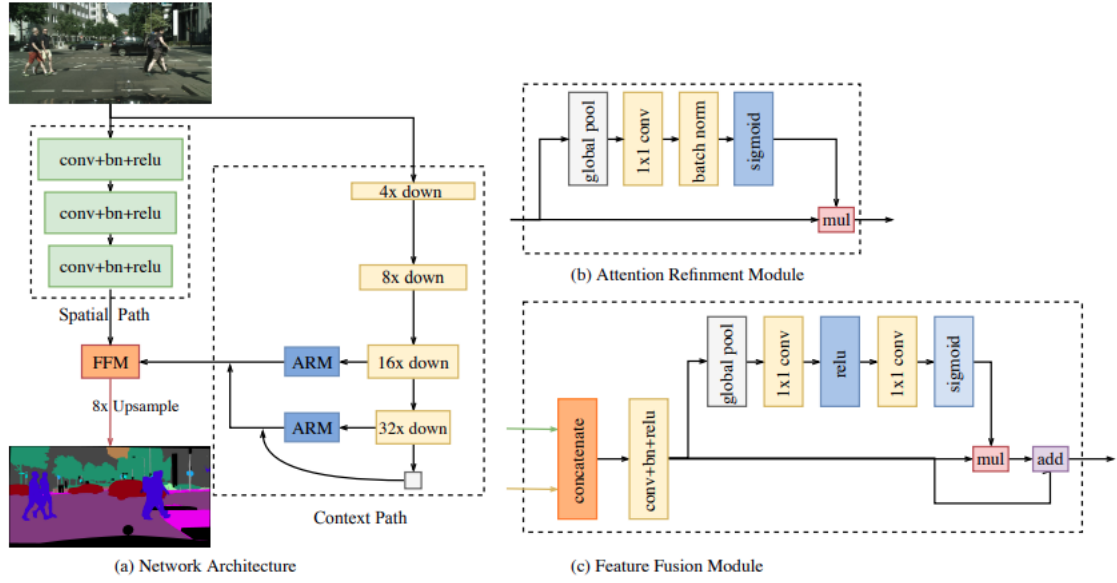 conv+bn+relu
conv+bn+relu
conv+bn+relu
Spatial Path
4x down
8x down
16x down
32x down
ARM
ARM
FFM
8x Upsample
Context Path
(a) Network Architecture
global pool
1x1 conv
batch norm
sigmoid
mul
(b) Attention Refinment Module
concatenate
conv+bn+relu
global pool
1x1 conv
relu
1x1 conv
sigmoid
mul
add
(c) Feature Fusion Module